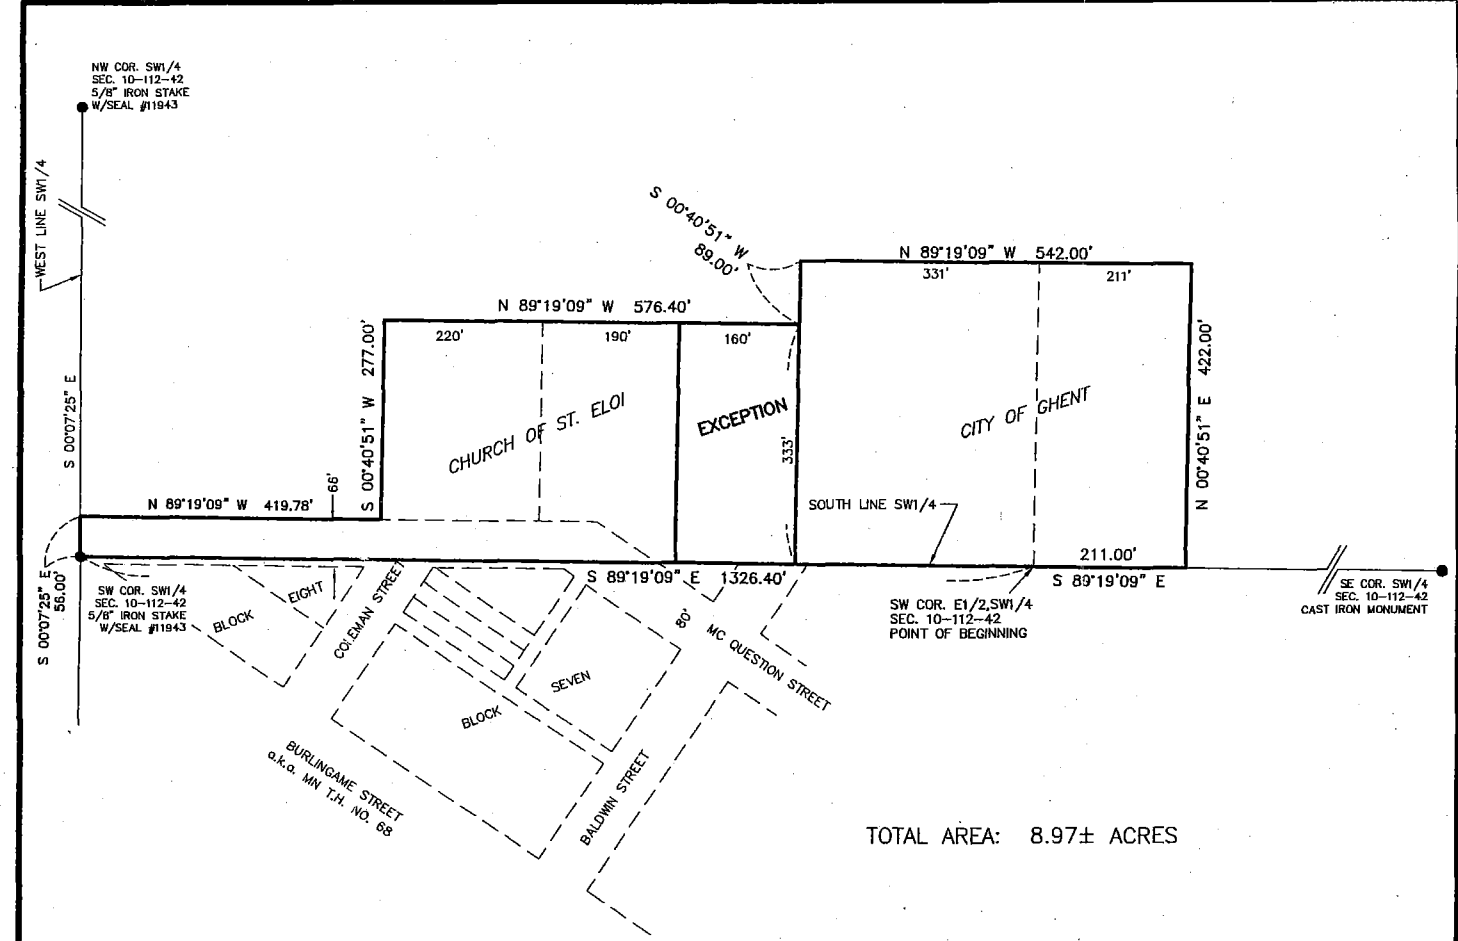 NW COR. SW1/4
SEC. 10-112-42
5/8" IRON STAKE
W/SEAL #11943
WEST LINE SW1/4
S 00°07'25" E
S 00°40'51" W
89.00'
N 89°19'09" W 542.00'
331'
211'
N 89°19'09" W 576.40'
220'
190'
160'
S 00°40'51" W 277.00'
N 00°40'51" E 422.00'
CHURCH OF ST. ELOI
EXCEPTION
CITY OF GHENT
333'
66'
N 89°19'09" W 419.78'
SOUTH LINE SW1/4
211.00'
S 89°19'09" E
S 89°19'09" E 1326.40'
S 00°07'25" E
56.00'
SW COR. SW1/4
SEC. 10-112-42
5/8" IRON STAKE
W/SEAL #11943
BLOCK
EIGHT
COLEMAN STREET
80'
MC QUESTION STREET
SW COR. E1/2,SW1/4
SEC. 10-112-42
POINT OF BEGINNING
SE COR. SW1/4
SEC. 10-112-42
CAST IRON MONUMENT
BLOCK
SEVEN
BURLINGAME STREET
a.k.a. MN T.H. NO. 68
BALDWIN STREET
TOTAL AREA: 8.97± ACRES